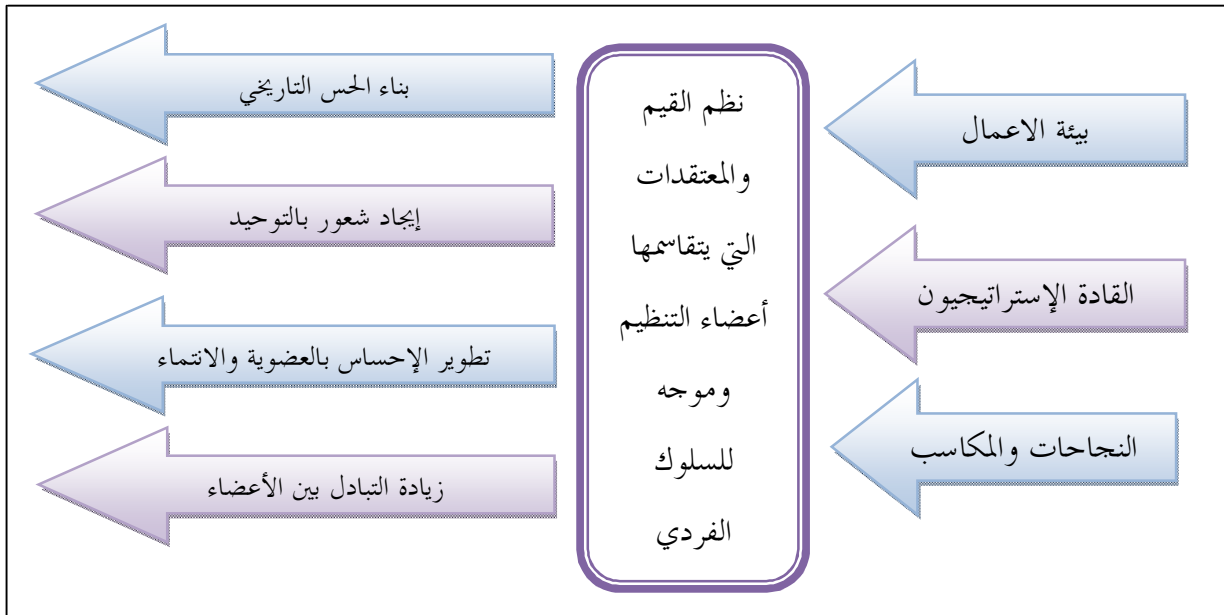 بيئة الاعمال
القادة الإستراتيجيون
النجاحات والمكاسب
نظم القيم
والمعتقدات
التي يتقاسمها
أعضاء التنظيم
وموجه
للسلوك
الفردي
بناء الحس التاريخي
إيجاد شعور بالتوحيد
تطوير الإحساس بالعضوية والانتماء
زيادة التبادل بين الأعضاء